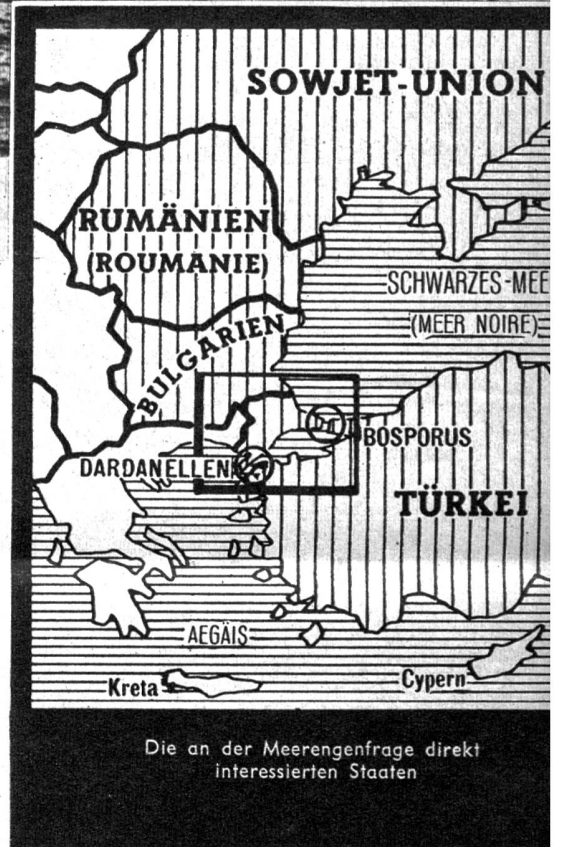 SOWJET-UNION
RUMÄNIEN
(ROUMANIE)
SCHWARZES-MEE
(MEER NOIRE)
BULGARIEN
BOSPORUS
DARDANELLEN
TÜRKEI
AEGÄIS
Kreta
Cypern
Die an der Meerengenfrage direkt
interessierten Staaten